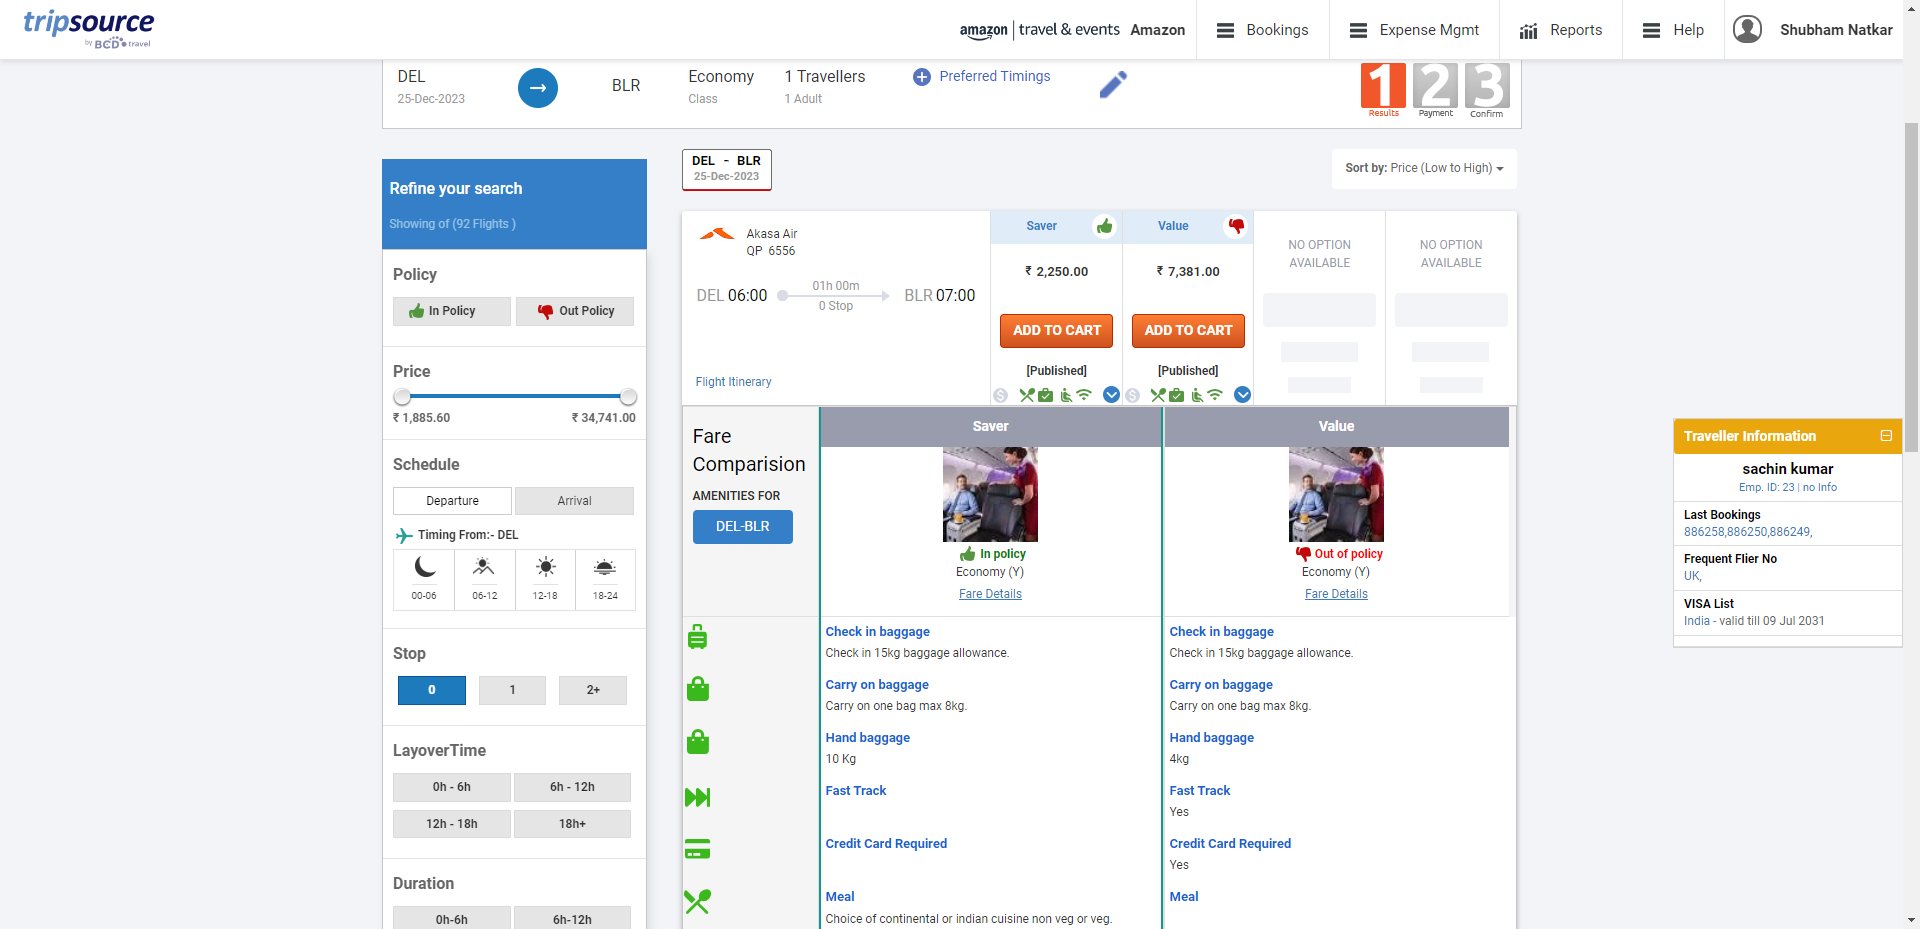 tripsource
by BCD travel
amazon | travel & events Amazon
Bookings
Expense Mgmt
Reports
Help
Shubham Natkar
DEL
25-Dec-2023
BLR
Economy
Class
1 Travellers
1 Adult
Preferred Timings
1 2 3
Results Payment Confirm
Refine your search
Showing of (92 Flights )
Policy
In Policy
Out Policy
Price
₹ 1,885.60
₹ 34,741.00
Schedule
Departure
Arrival
Timing From:- DEL
00-06
06-12
12-18
18-24
Stop
0
1
2+
LayoverTime
0h - 6h
6h - 12h
12h - 18h
18h+
Duration
0h-6h
6h-12h
DEL - BLR
25-Dec-2023
Sort by: Price (Low to High)
Akasa Air
QP 6556
DEL 06:00
01h 00m
0 Stop
BLR 07:00
Flight Itinerary
Saver
₹ 2,250.00
ADD TO CART
[Published]
Value
₹ 7,381.00
ADD TO CART
[Published]
NO OPTION
AVAILABLE
NO OPTION
AVAILABLE
Fare
Comparision
AMENITIES FOR
DEL-BLR
Saver
In policy
Economy (Y)
Fare Details
Value
Out of policy
Economy (Y)
Fare Details
Check in baggage
Check in 15kg baggage allowance.
Check in baggage
Check in 15kg baggage allowance.
Carry on baggage
Carry on one bag max 8kg.
Carry on baggage
Carry on one bag max 8kg.
Hand baggage
10 Kg
Hand baggage
4kg
Fast Track
Fast Track
Yes
Credit Card Required
Credit Card Required
Yes
Meal
Choice of continental or indian cuisine non veg or veg.
Meal
Traveller Information
sachin kumar
Emp. ID: 23 | no Info
Last Bookings
886258,886250,886249,
Frequent Flier No
UK,
VISA List
India - valid till 09 Jul 2031